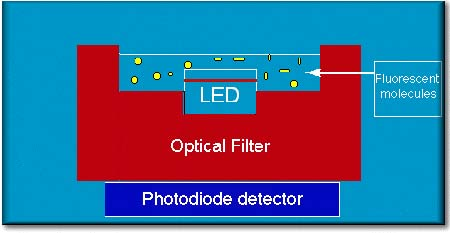 Fluorescent
molecules
LED
Optical Filter
Photodiode detector